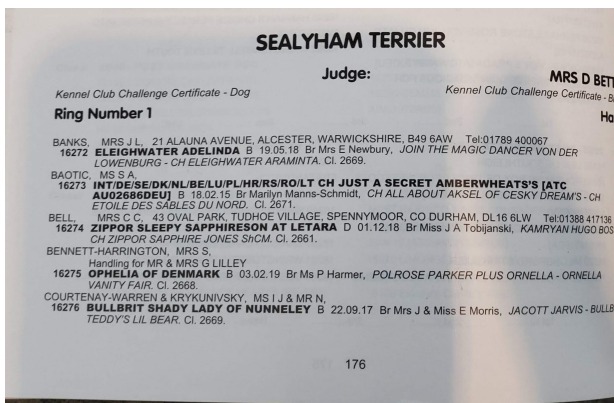 SEALYHAM TERRIER
Judge:
MRS D BETT
Kennel Club Challenge Certificate - Dog
Kennel Club Challenge Certificate - B
Ring Number 1
Ha
BANKS, MRS J L, 21 ALAUNA AVENUE, ALCESTER, WARWICKSHIRE, B49 6AW Tel:01789 400067
16272 ELEIGHWATER ADELINDA B 19.05.18 Br Mrs E Newbury, JOIN THE MAGIC DANCER VON DER
LOWENBURG - CH ELEIGHWATER ARAMINTA. Cl. 2669.
BAOTIC, MS S A,
16273 INT/DE/SE/DK/NL/BE/LU/PL/HR/RS/RO/LT CH JUST A SECRET AMBERWHEATS'S [ATC
AU02686DEU] B 18.02.15 Br Marilyn Manns-Schmidt, CH ALL ABOUT AKSEL OF CESKY DREAM'S - CH
ETOILE DES SABLES DU NORD. Cl. 2671.
BELL, MRS C C, 43 OVAL PARK, TUDHOE VILLAGE, SPENNYMOOR, CO DURHAM, DL16 6LW Tel:01388 417136
16274 ZIPPOR SLEEPY SAPPHIRESON AT LETARA D 01.12.18 Br Miss J A Tobijanski, KAMRYAN HUGO BOS
CH ZIPPOR SAPPHIRE JONES ShCM. Cl. 2661.
BENNETT-HARRINGTON, MRS S,
Handling for MR & MRS G LILLEY
16275 OPHELIA OF DENMARK B 03.02.19 Br Ms P Harmer, POLROSE PARKER PLUS ORNELLA - ORNELLA
VANITY FAIR. Cl. 2668.
COURTENAY-WARREN & KRYKUNIVSKY, MS I J & MR N,
16276 BULLBRIT SHADY LADY OF NUNNELEY B 22.09.17 Br Mrs J & Miss E Morris, JACOTT JARVIS - BULLB
TEDDY'S LIL BEAR. Cl. 2669.
176